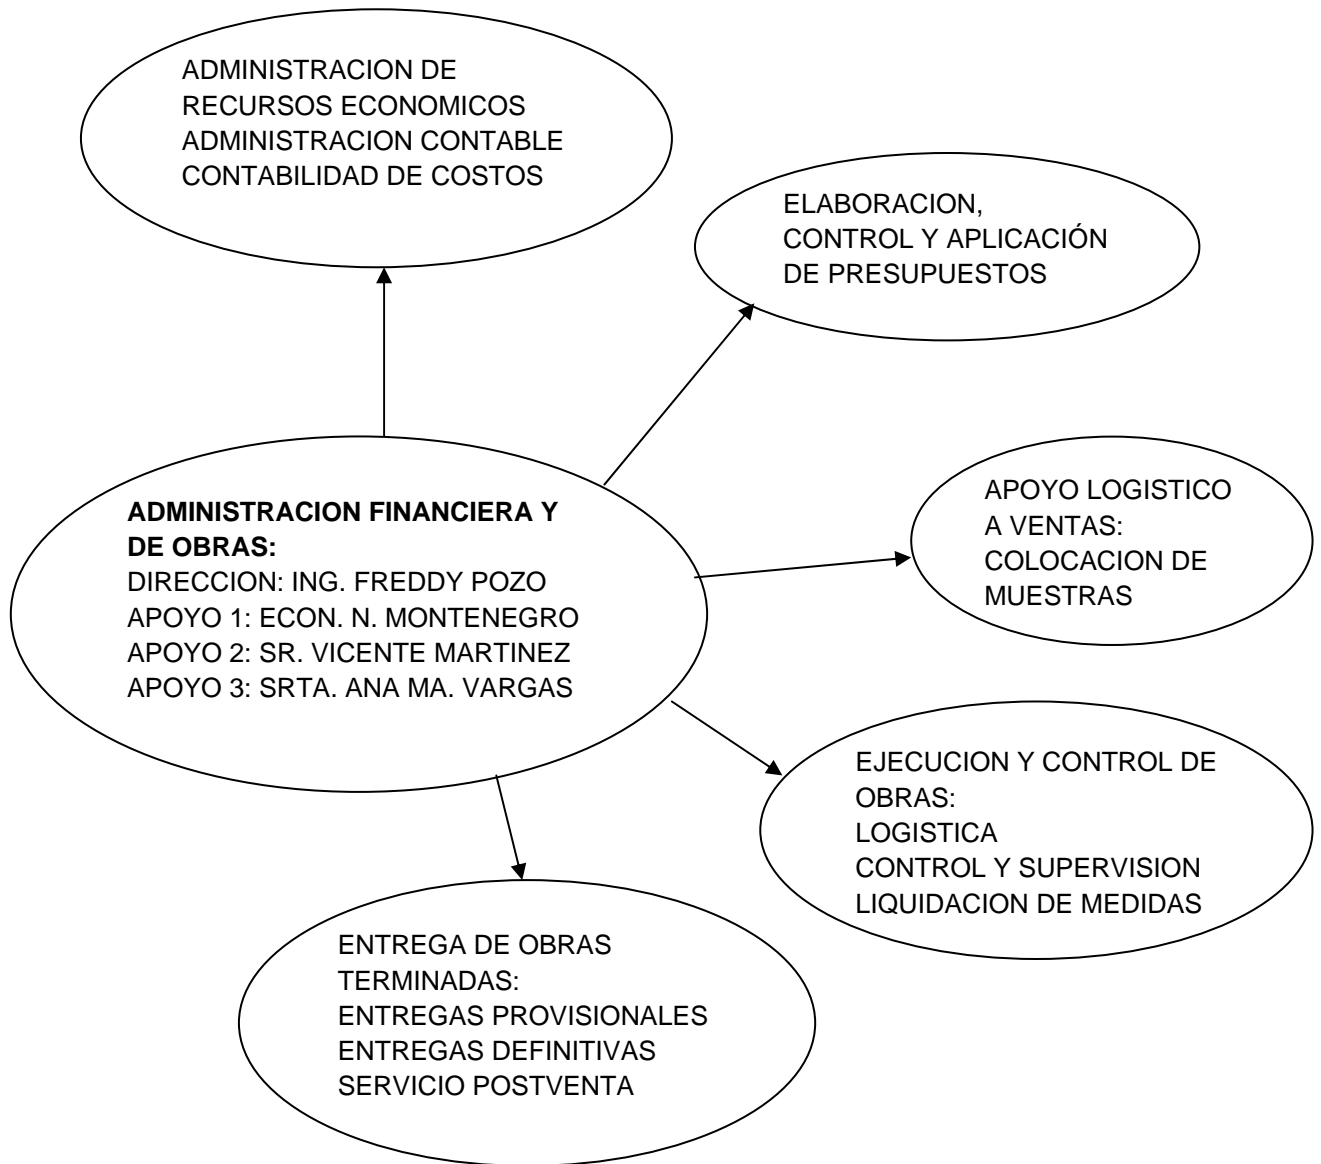 ADMINISTRACION DE
RECURSOS ECONOMICOS
ADMINISTRACION CONTABLE
CONTABILIDAD DE COSTOS
ELABORACION,
CONTROL Y APLICACIÓN
DE PRESUPUESTOS
ADMINISTRACION FINANCIERA Y
DE OBRAS:
DIRECCION: ING. FREDDY POZO
APOYO 1: ECON. N. MONTENEGRO
APOYO 2: SR. VICENTE MARTINEZ
APOYO 3: SRTA. ANA MA. VARGAS
APOYO LOGISTICO
A VENTAS:
COLOCACION DE
MUESTRAS
EJECUCION Y CONTROL DE
OBRAS:
LOGISTICA
CONTROL Y SUPERVISION
LIQUIDACION DE MEDIDAS
ENTREGA DE OBRAS
TERMINADAS:
ENTREGAS PROVISIONALES
ENTREGAS DEFINITIVAS
SERVICIO POSTVENTA